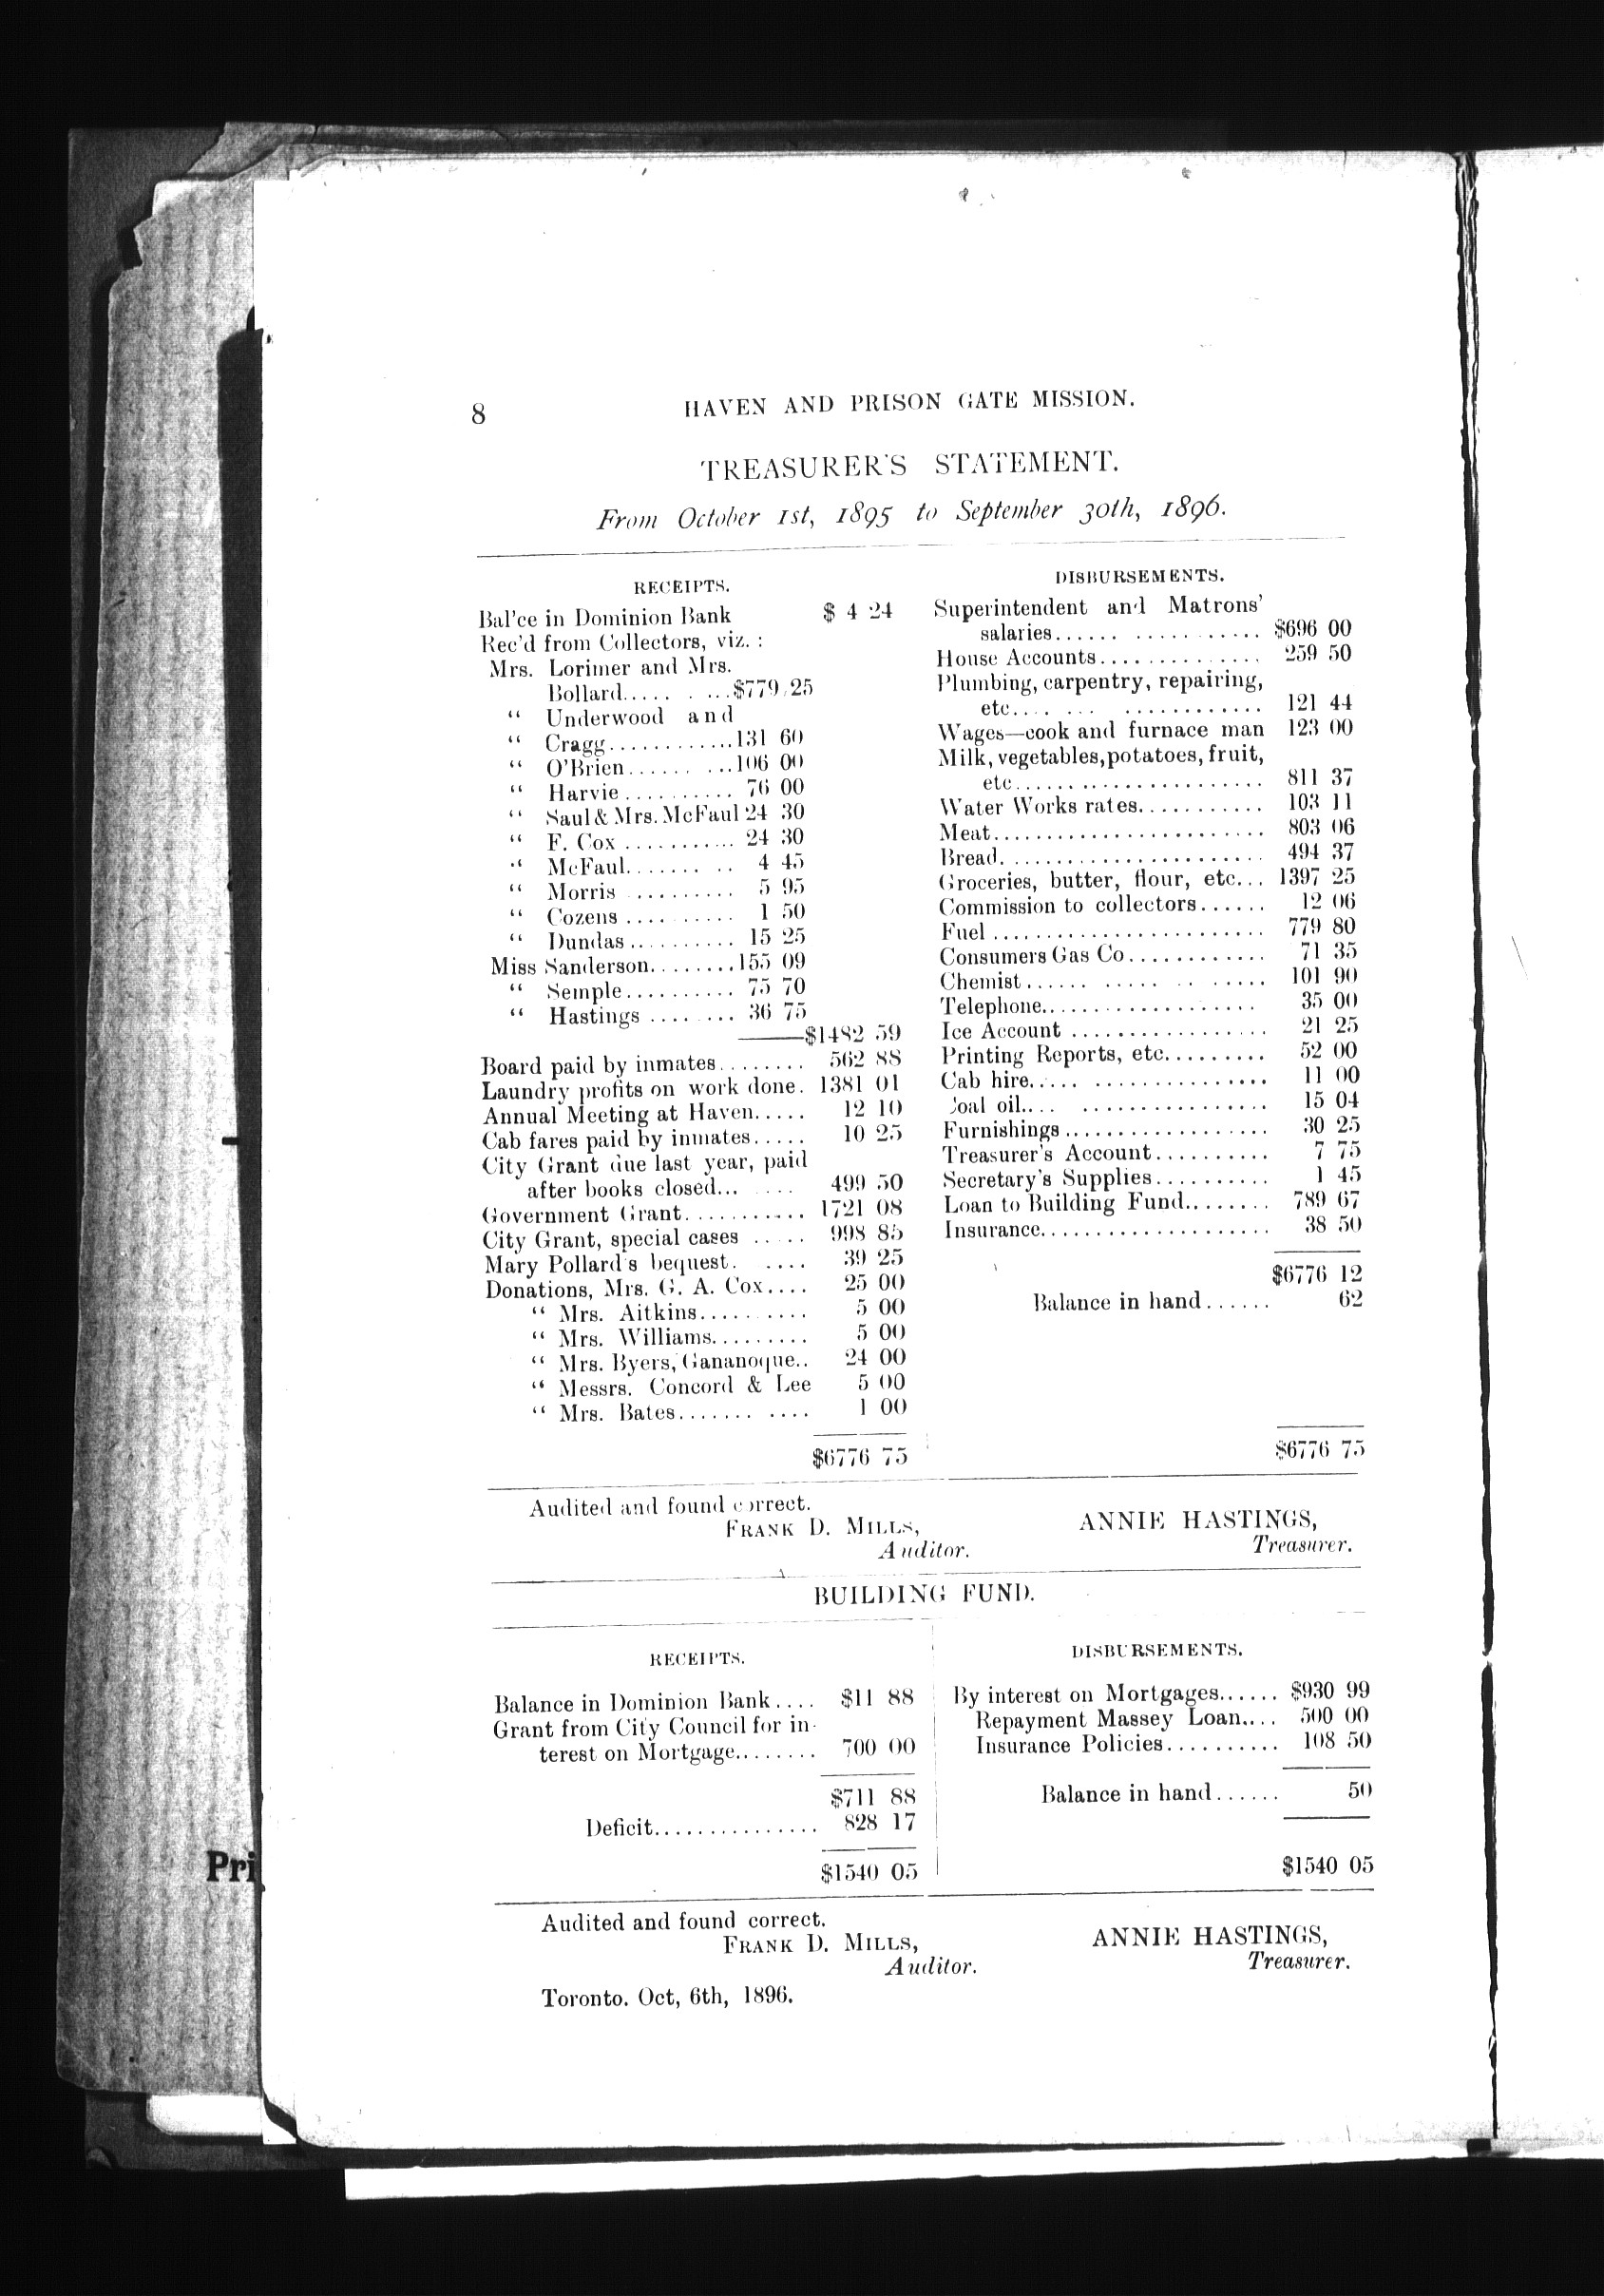 8
HAVEN AND PRISON GATE MISSION.
TREASURER'S STATEMENT.
From October 1st, 1895 to September 30th, 1896.
RECEIPTS.
Bal'ce in Dominion Bank $ 4 24
Rec'd from Collectors, viz. :
Mrs. Lorimer and Mrs.
Bollard..... . ...$779 25
“ Underwood and
“ Cragg............131 60
“ O'Brien...... ...106 00
“ Harvie.......... 76 00
“ Saul & Mrs. McFaul 24 30
“ F. Cox ........... 24 30
“ McFaul....... .. 4 45
“ Morris .......... 5 95
“ Cozens .......... 1 50
“ Dundas.......... 15 25
Miss Sanderson........155 09
“ Semple.......... 75 70
“ Hastings ........ 36 75
——$1482 59
Board paid by inmates........ 562 88
Laundry profits on work done. 1381 01
Annual Meeting at Haven..... 12 10
Cab fares paid by inmates..... 10 25
City Grant due last year, paid
after books closed... .... 499 50
Government Grant........... 1721 08
City Grant, special cases ..... 998 85
Mary Pollard's bequest. .... 39 25
Donations, Mrs. G. A. Cox.... 25 00
“ Mrs. Aitkins.......... 5 00
“ Mrs. Williams......... 5 00
“ Mrs. Byers, Gananoque.. 24 00
“ Messrs. Concord & Lee 5 00
“ Mrs. Bates....... .... 1 00
$6776 75
DISBURSEMENTS.
Superintendent and Matrons'
salaries...... ............ $696 00
House Accounts.............. 259 50
Plumbing, carpentry, repairing,
etc.... ... ............ 121 44
Wages—cook and furnace man 123 00
Milk, vegetables, potatoes, fruit,
etc....................... 811 37
Water Works rates........... 103 11
Meat........................ 803 06
Bread....................... 494 37
Groceries, butter, flour, etc... 1397 25
Commission to collectors...... 12 06
Fuel ........................ 779 80
Consumers Gas Co............ 71 35
Chemist...... ..... .. ..... 101 90
Telephone................... 35 00
Ice Account ................. 21 25
Printing Reports, etc......... 52 00
Cab hire..... ............... 11 00
oal oil.... ................ 15 04
Furnishings.................. 30 25
Treasurer's Account.......... 7 75
Secretary's Supplies.......... 1 45
Loan to Building Fund........ 789 67
Insurance.................... 38 50
$6776 12
Balance in hand...... 62
$6776 75
Audited and found correct.
FRANK D. MILLS,
Auditor.
ANNIE HASTINGS,
Treasurer.
BUILDING FUND.
RECEIPTS.
Balance in Dominion Bank.... $11 88
Grant from City Council for in-
terest on Mortgage........ 700 00
$711 88
Deficit............... 828 17
$1540 05
DISBURSEMENTS.
By interest on Mortgages...... $930 99
Repayment Massey Loan.... 500 00
Insurance Policies.......... 108 50
Balance in hand...... 50
$1540 05
Audited and found correct.
FRANK D. MILLS,
Auditor.
ANNIE HASTINGS,
Treasurer.
Toronto. Oct, 6th, 1896.
Pri